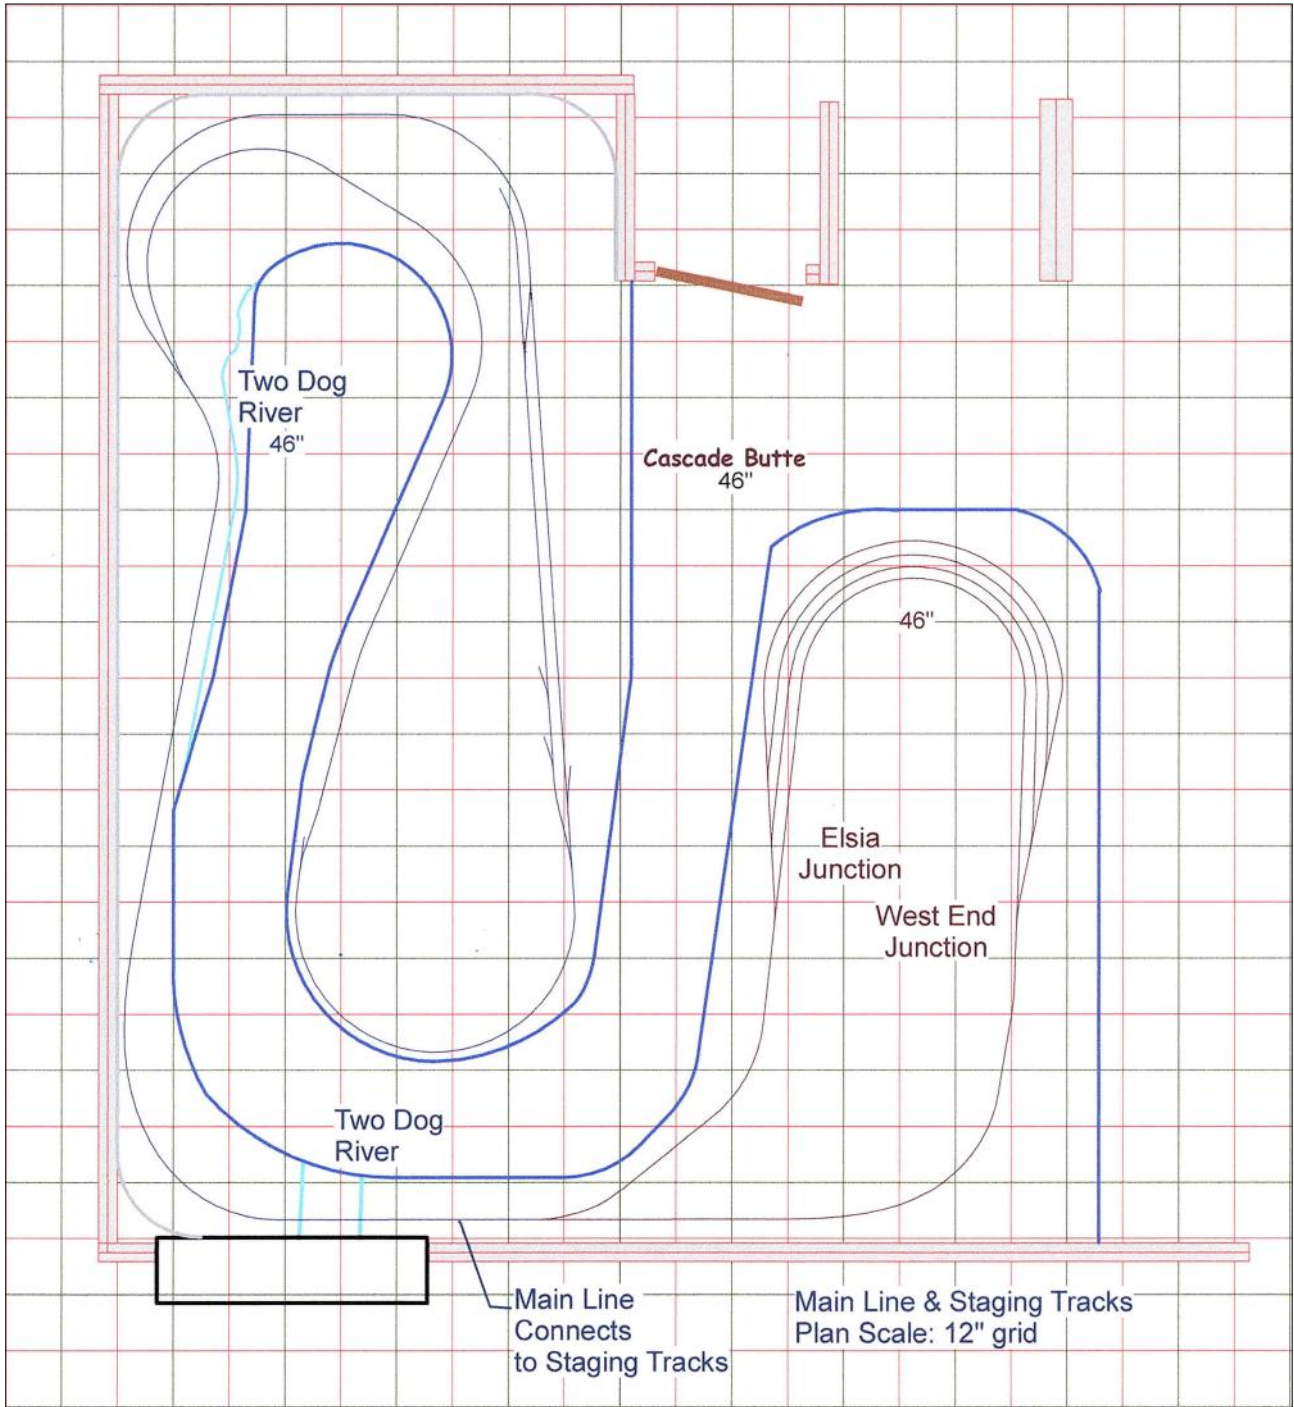 Two Dog
River
46"
Cascade Butte
46"
46"
Elsia
Junction
West End
Junction
Two Dog
River
Main Line
Connects
to Staging Tracks
Main Line & Staging Tracks
Plan Scale: 12" grid